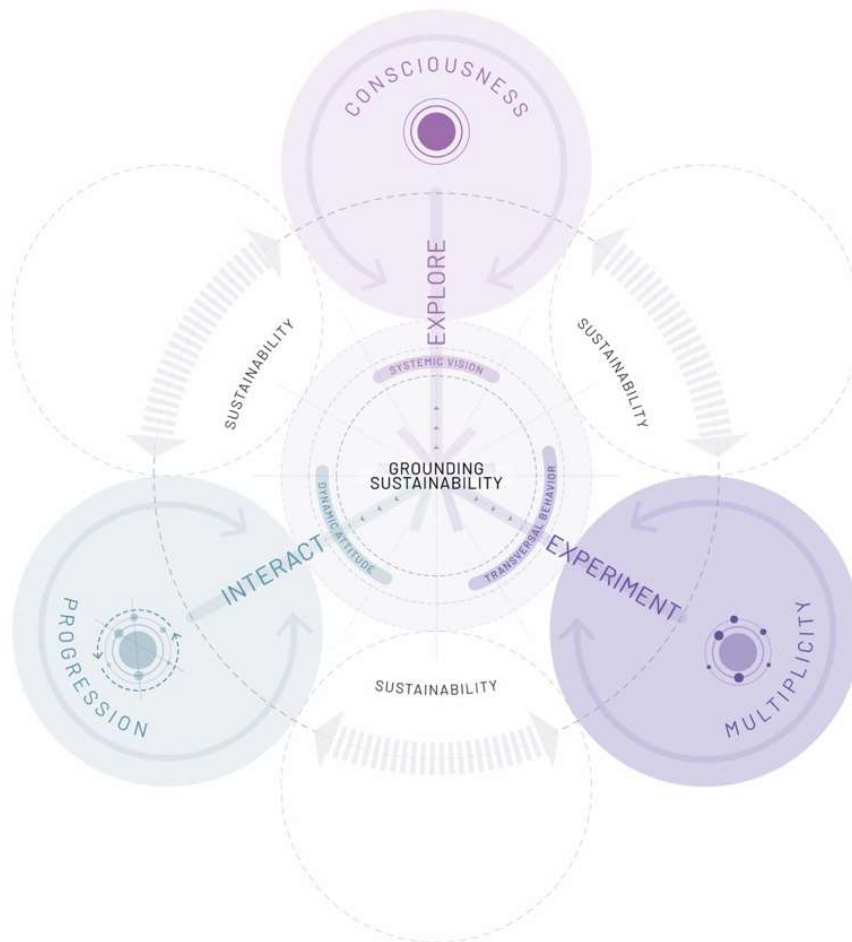 CONSCIOUSNESS
EXPLORE
SUSTAINABILITY
SUSTAINABILITY
SYSTEMIC VISION
GROUNDING
SUSTAINABILITY
DYNAMIC ATTITUDE
TRANSVERSAL BEHAVIOR
INTERACT
EXPERIMENT
PROGRESSION
MULTIPLICITY
SUSTAINABILITY